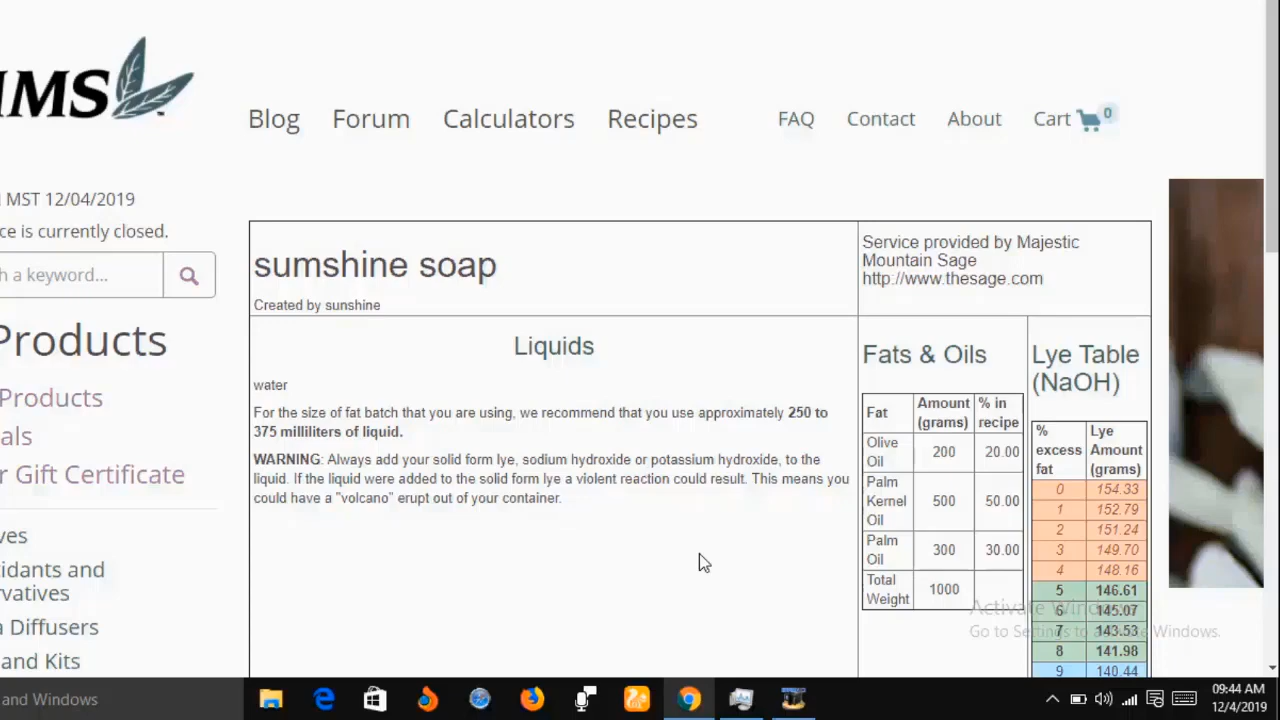 MMS
Blog Forum Calculators Recipes FAQ Contact About Cart 0
MST 12/04/2019
ce is currently closed.
h a keyword...
Products
Products
als
r Gift Certificate
ves
idants and
rvatives
a Diffusers
and Kits
sumshine soap
Created by sunshine
Service provided by Majestic
Mountain Sage
http://www.thesage.com
Liquids
water
For the size of fat batch that you are using, we recommend that you use approximately 250 to
375 milliliters of liquid.
WARNING: Always add your solid form lye, sodium hydroxide or potassium hydroxide, to the
liquid. If the liquid were added to the solid form lye a violent reaction could result. This means you
could have a "volcano" erupt out of your container.
Fats & Oils
Fat Amount (grams) % in recipe
Olive Oil 200 20.00
Palm Kernel Oil 500 50.00
Palm Oil 300 30.00
Total Weight 1000
Lye Table
(NaOH)
% excess fat Lye Amount (grams)
0 154.33
1 152.79
2 151.24
3 149.70
4 148.16
5 146.61
6 145.07
7 143.53
8 141.98
9 140.44
Activate Windows
Go to Settings to activate Windows.
and Windows
09:44 AM
12/4/2019